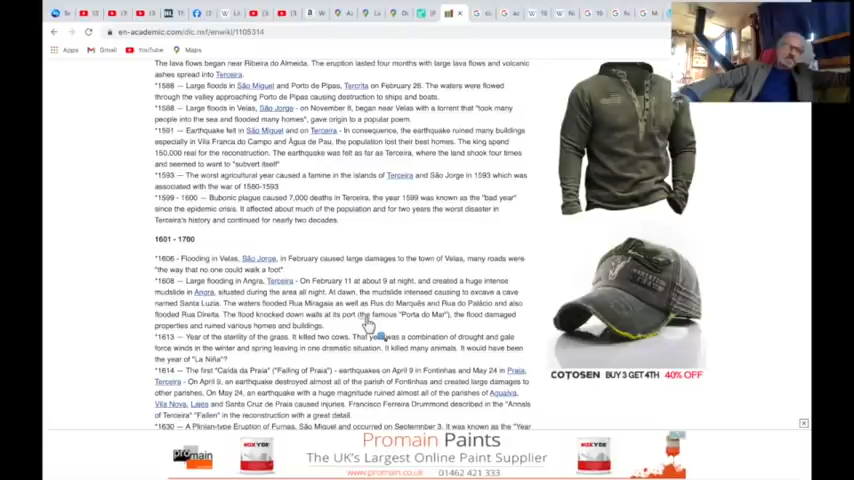 en-academic.com/dic.nsf/enwiki/1105314
Apps Gmail YouTube Maps
The lava flows began near Ribeira do Almeida. The eruption lasted four months with large lava flows and volcanic
ashes spread into Terceira.
*1588 — Large floods in São Miguel and Porto de Pipas, Tercrita on February 26. The waters were flowed
through the valley approaching Porto de Pipas causing destruction to ships and boats.
*1588 — Large floods in Velas, São Jorge - on November 8, began near Velas with a torrent that "took many
people into the sea and flooded many homes", gave origin to a popular poem.
*1591 — Earthquake felt in São Miguel and on Terceira - In consequence, the earthquake ruined many buildings
especially in Vila Franca do Campo and Água de Pau, the population lost their best homes. The king spend
150,000 real for the reconstruction. The earthquake was felt as far as Terceira, where the land shook four times
and seemed to want to "subvert itself"
*1593 — The worst agricultural year caused a famine in the islands of Terceira and São Jorge in 1593 which was
associated with the war of 1580-1593
*1599 - 1600 — Bubonic plague caused 7,000 deaths in Terceira, the year 1599 was known as the "bad year"
since the epidemic crisis. It affected about much of the population and for two years the worst disaster in
Terceira's history and continued for nearly two decades.
1601 - 1700
*1606 - Flooding in Velas, São Jorge, in February caused large damages to the town of Velas, many roads were
"the way that no one could walk a foot"
*1608 — Large flooding in Angra, Terceira - On February 11 at about 9 at night, and created a huge intense
mudslide in Angra, situated during the area all night. At dawn, the mudslide intensed causing to excave a cave
named Santa Luzia. The waters flooded Rua Miragaia as well as Rus do Marquês and Rua do Palácio and also
flooded Rua Direita. The flood knocked down walls at its port (the famous "Porta do Mar"), the flood damaged
properties and ruined various homes and buildings.
*1613 — Year of the sterility of the grass. It killed two cows. That year was a combination of drought and gale
force winds in the winter and spring leaving in one dramatic situation. It killed many animals. It would have been
the year of "La Niña"?
*1614 — The first "Caída da Praia" ("Falling of Praia") - earthquakes on April 9 in Fontinhas and May 24 in Praia,
Terceira - On April 9, an earthquake destroyed almost all of the parish of Fontinhas and created large damages to
other parishes. On May 24, an earthquake with a huge magnitude ruined almost all of the parishes of Agualva,
Vila Nova, Lajes and Santa Cruz de Praia caused injuries. Francisco Ferreira Drummond described in the "Annals
of Terceira" "Fallen" in the reconstruction with a great detail.
*1630 — A Plinian-type Eruption of Furnas, São Miguel and occurred on Septermber 3. It was known as the "Year
COTOSEN BUY 3 GET 4TH 40% OFF
promain
Promain Paints
The UK's Largest Online Paint Supplier
www.promain.co.uk 01462 421 333